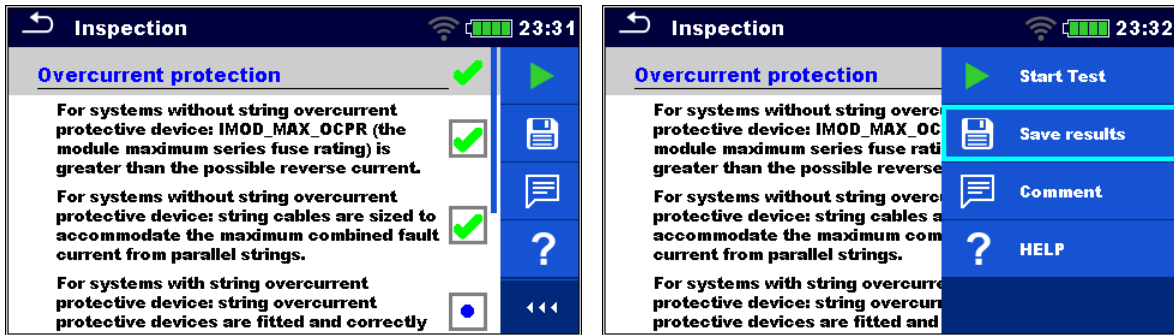 Inspection
23:31
Overcurrent protection
For systems without string overcurrent
protective device: IMOD_MAX_OCPR (the
module maximum series fuse rating) is
greater than the possible reverse current.
For systems without string overcurrent
protective device: string cables are sized to
accommodate the maximum combined fault
current from parallel strings.
For systems with string overcurrent
protective device: string overcurrent
protective devices are fitted and correctly
?
Inspection
23:32
Overcurrent protection
For systems without string overc
protective device: IMOD_MAX_OC
module maximum series fuse rati
greater than the possible reverse
For systems without string overc
protective device: string cables a
accommodate the maximum com
current from parallel strings.
For systems with string overcurre
protective device: string overcurr
protective devices are fitted and
Start Test
Save results
Comment
? HELP